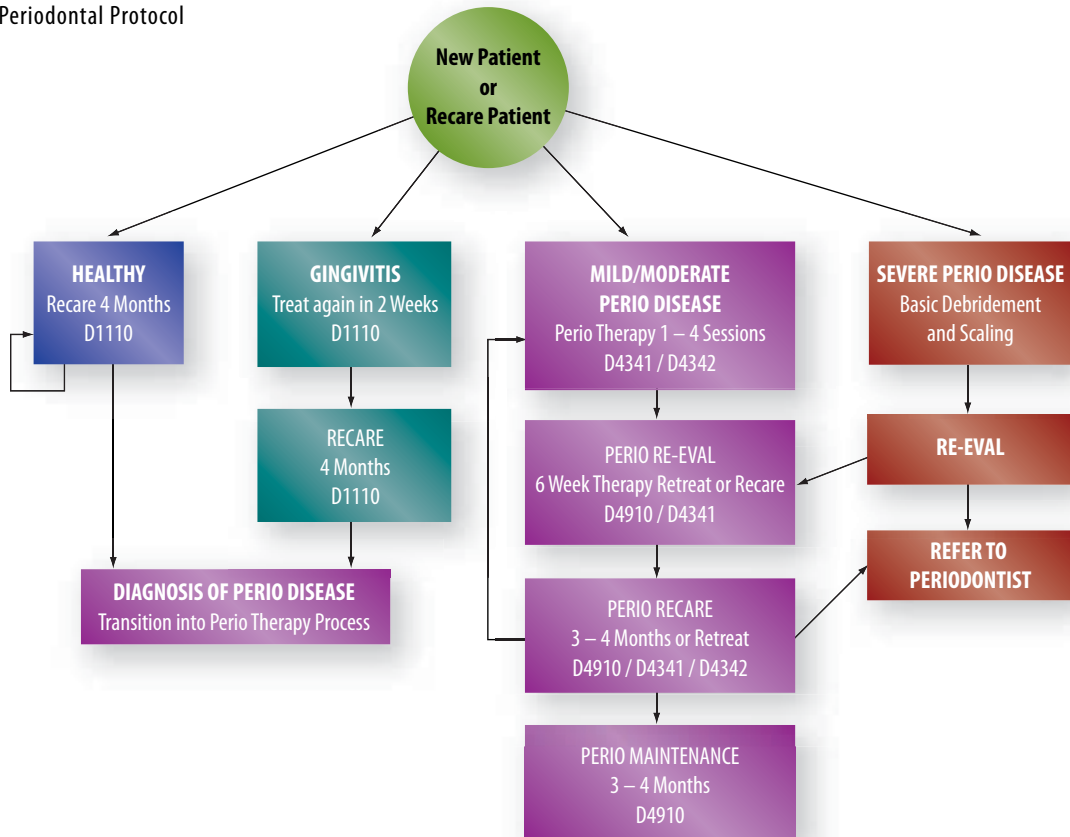 Periodontal Protocol
New Patient
or
Recare Patient
HEALTHY
Recare 4 Months
D1110
GINGIVITIS
Treat again in 2 Weeks
D1110
RECARE
4 Months
D1110
DIAGNOSIS OF PERIO DISEASE
Transition into Perio Therapy Process
MILD/MODERATE
PERIO DISEASE
Perio Therapy 1 – 4 Sessions
D4341 / D4342
PERIO RE-EVAL
6 Week Therapy Retreat or Recare
D4910 / D4341
PERIO RECARE
3 – 4 Months or Retreat
D4910 / D4341 / D4342
PERIO MAINTENANCE
3 – 4 Months
D4910
SEVERE PERIO DISEASE
Basic Debridement
and Scaling
RE-EVAL
REFER TO
PERIODONTIST